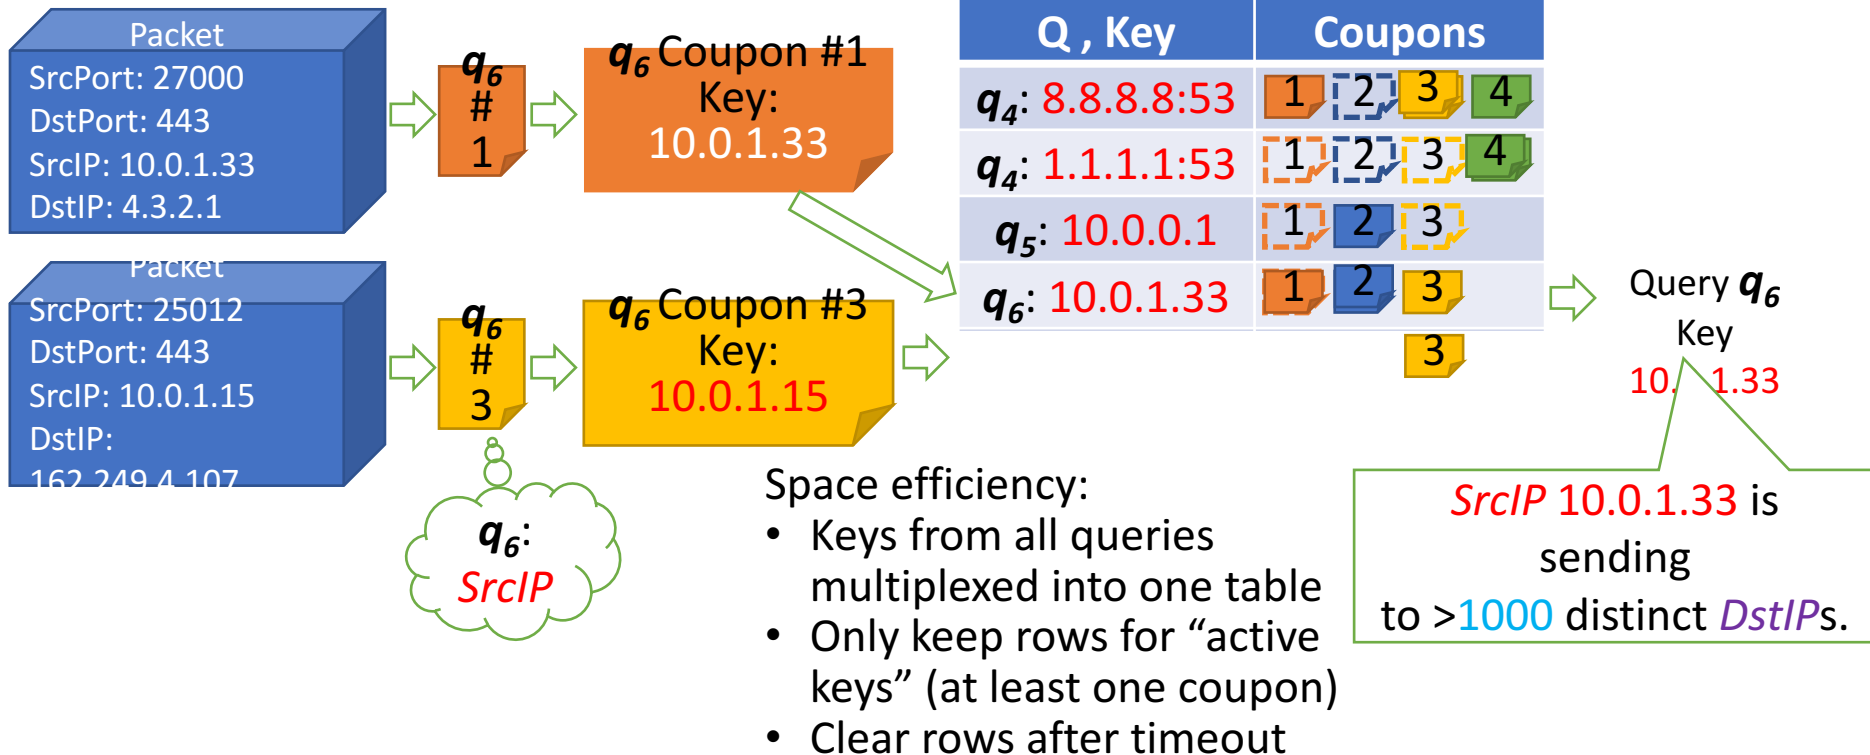 Packet
SrcPort: 27000
DstPort: 443
SrcIP: 10.0.1.33
DstIP: 4.3.2.1
q6
#
1
q6 Coupon #1
Key:
10.0.1.33
Packet
SrcPort: 25012
DstPort: 443
SrcIP: 10.0.1.15
DstIP:
162.249.4.107
q6
#
3
q6 Coupon #3
Key:
10.0.1.15
q6:
SrcIP
Q , Key Coupons
q4: 8.8.8.8:53 1 2 3 4
q4: 1.1.1.1:53 1 2 3 4
q5: 10.0.0.1 1 2 3
q6: 10.0.1.33 1 2 3
3
Query q6
Key
10. 1.33
SrcIP 10.0.1.33 is
sending
to >1000 distinct DstIPs.
Space efficiency:
• Keys from all queries
multiplexed into one table
• Only keep rows for “active
keys” (at least one coupon)
• Clear rows after timeout